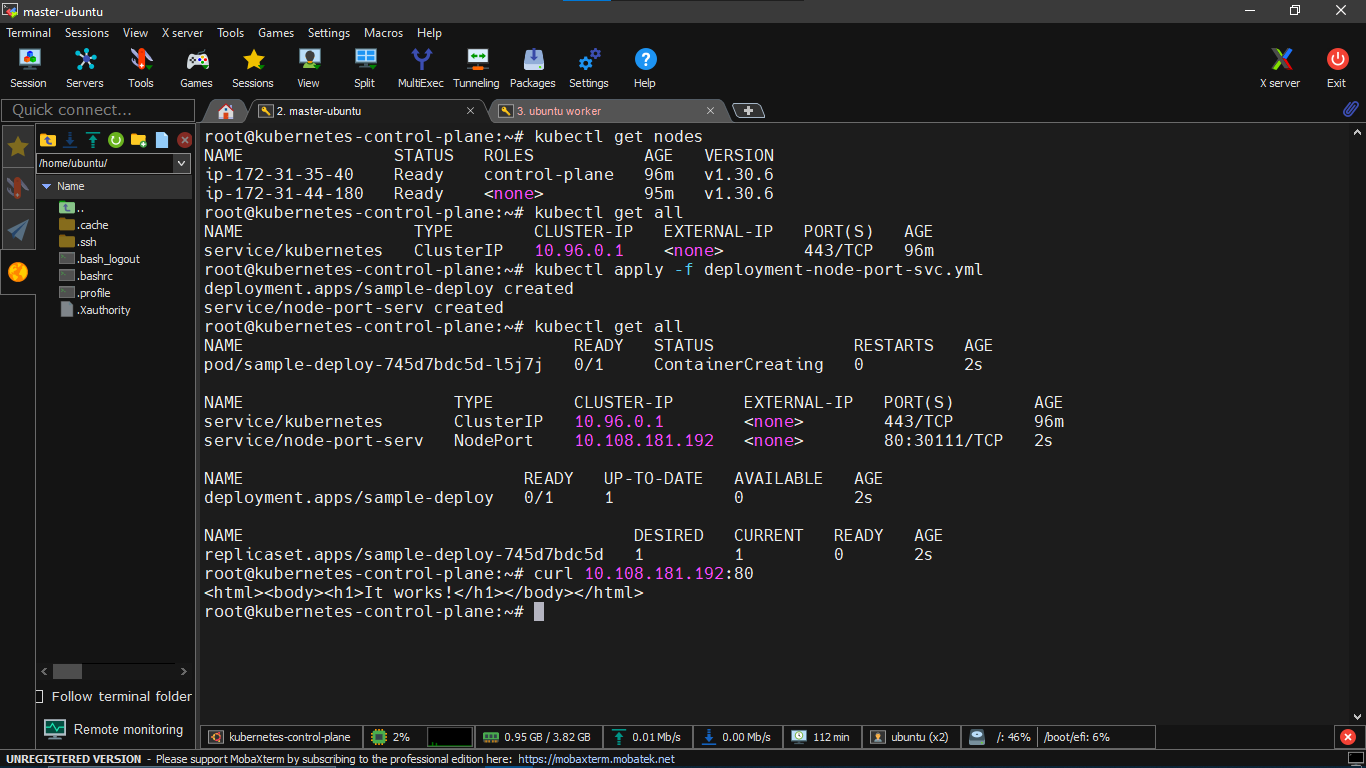 master-ubuntu
Terminal Sessions View X server Tools Games Settings Macros Help
Session Servers Tools Games Sessions View Split MultiExec Tunneling Packages Settings Help X server Exit
Quick connect...
2. master-ubuntu
3. ubuntu worker
/home/ubuntu/
Name
..
.cache
.ssh
.bash_logout
.bashrc
.profile
.Xauthority
Follow terminal folder
Remote monitoring
root@kubernetes-control-plane:~# kubectl get nodes
NAME STATUS ROLES AGE VERSION
ip-172-31-35-40 Ready control-plane 96m v1.30.6
ip-172-31-44-180 Ready <none> 95m v1.30.6
root@kubernetes-control-plane:~# kubectl get all
NAME TYPE CLUSTER-IP EXTERNAL-IP PORT(S) AGE
service/kubernetes ClusterIP 10.96.0.1 <none> 443/TCP 96m
root@kubernetes-control-plane:~# kubectl apply -f deployment-node-port-svc.yml
deployment.apps/sample-deploy created
service/node-port-serv created
root@kubernetes-control-plane:~# kubectl get all
NAME READY STATUS RESTARTS AGE
pod/sample-deploy-745d7bdc5d-l5j7j 0/1 ContainerCreating 0 2s
NAME TYPE CLUSTER-IP EXTERNAL-IP PORT(S) AGE
service/kubernetes ClusterIP 10.96.0.1 <none> 443/TCP 96m
service/node-port-serv NodePort 10.108.181.192 <none> 80:30111/TCP 2s
NAME READY UP-TO-DATE AVAILABLE AGE
deployment.apps/sample-deploy 0/1 1 0 2s
NAME DESIRED CURRENT READY AGE
replicaset.apps/sample-deploy-745d7bdc5d 1 1 0 2s
root@kubernetes-control-plane:~# curl 10.108.181.192:80
<html><body><h1>It works!</h1></body></html>
root@kubernetes-control-plane:~#
kubernetes-control-plane 2% 0.95 GB / 3.82 GB 0.01 Mb/s 0.00 Mb/s 112 min ubuntu (x2) /: 46% /boot/efi: 6%
UNREGISTERED VERSION - Please support MobaXterm by subscribing to the professional edition here: https://mobaxterm.mobatek.net